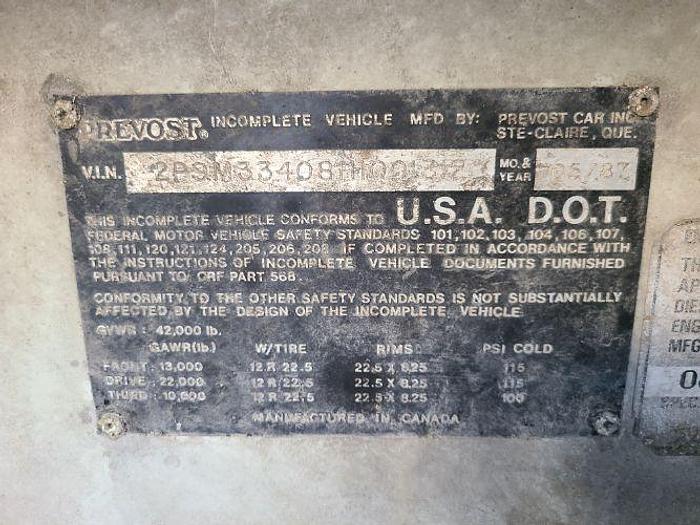 PREVOST® INCOMPLETE VEHICLE MFD BY: PREVOST CAR INC
STE-CLAIRE, QUE.
V.I.N. MO. & YEAR
THIS INCOMPLETE VEHICLE CONFORMS TO U.S.A. D.O.T.
FEDERAL MOTOR VEHICLE SAFETY STANDARDS 101, 102, 103, 104, 106, 107,
108, 111, 120, 121, 124, 205, 206, 208 IF COMPLETED IN ACCORDANCE WITH
THE INSTRUCTIONS OF INCOMPLETE VEHICLE DOCUMENTS FURNISHED
PURSUANT TO CRF PART 568.
CONFORMITY TO THE OTHER SAFETY STANDARDS IS NOT SUBSTANTIALLY
AFFECTED BY THE DESIGN OF THE INCOMPLETE VEHICLE.
GVWR: 42,000 lb.
GAWR(lb.) W/TIRE RIMS PSI COLD
FRONT: 13,000 12 R 22.5 22.5 X 8.25 115
DRIVE: 22,000 12 R 22.5 22.5 X 8.25 115
THIRD: 10,000 12 R 22.5 22.5 X 8.25 100
MANUFACTURED IN CANADA
TH
AP
DIE
ENG
MFG